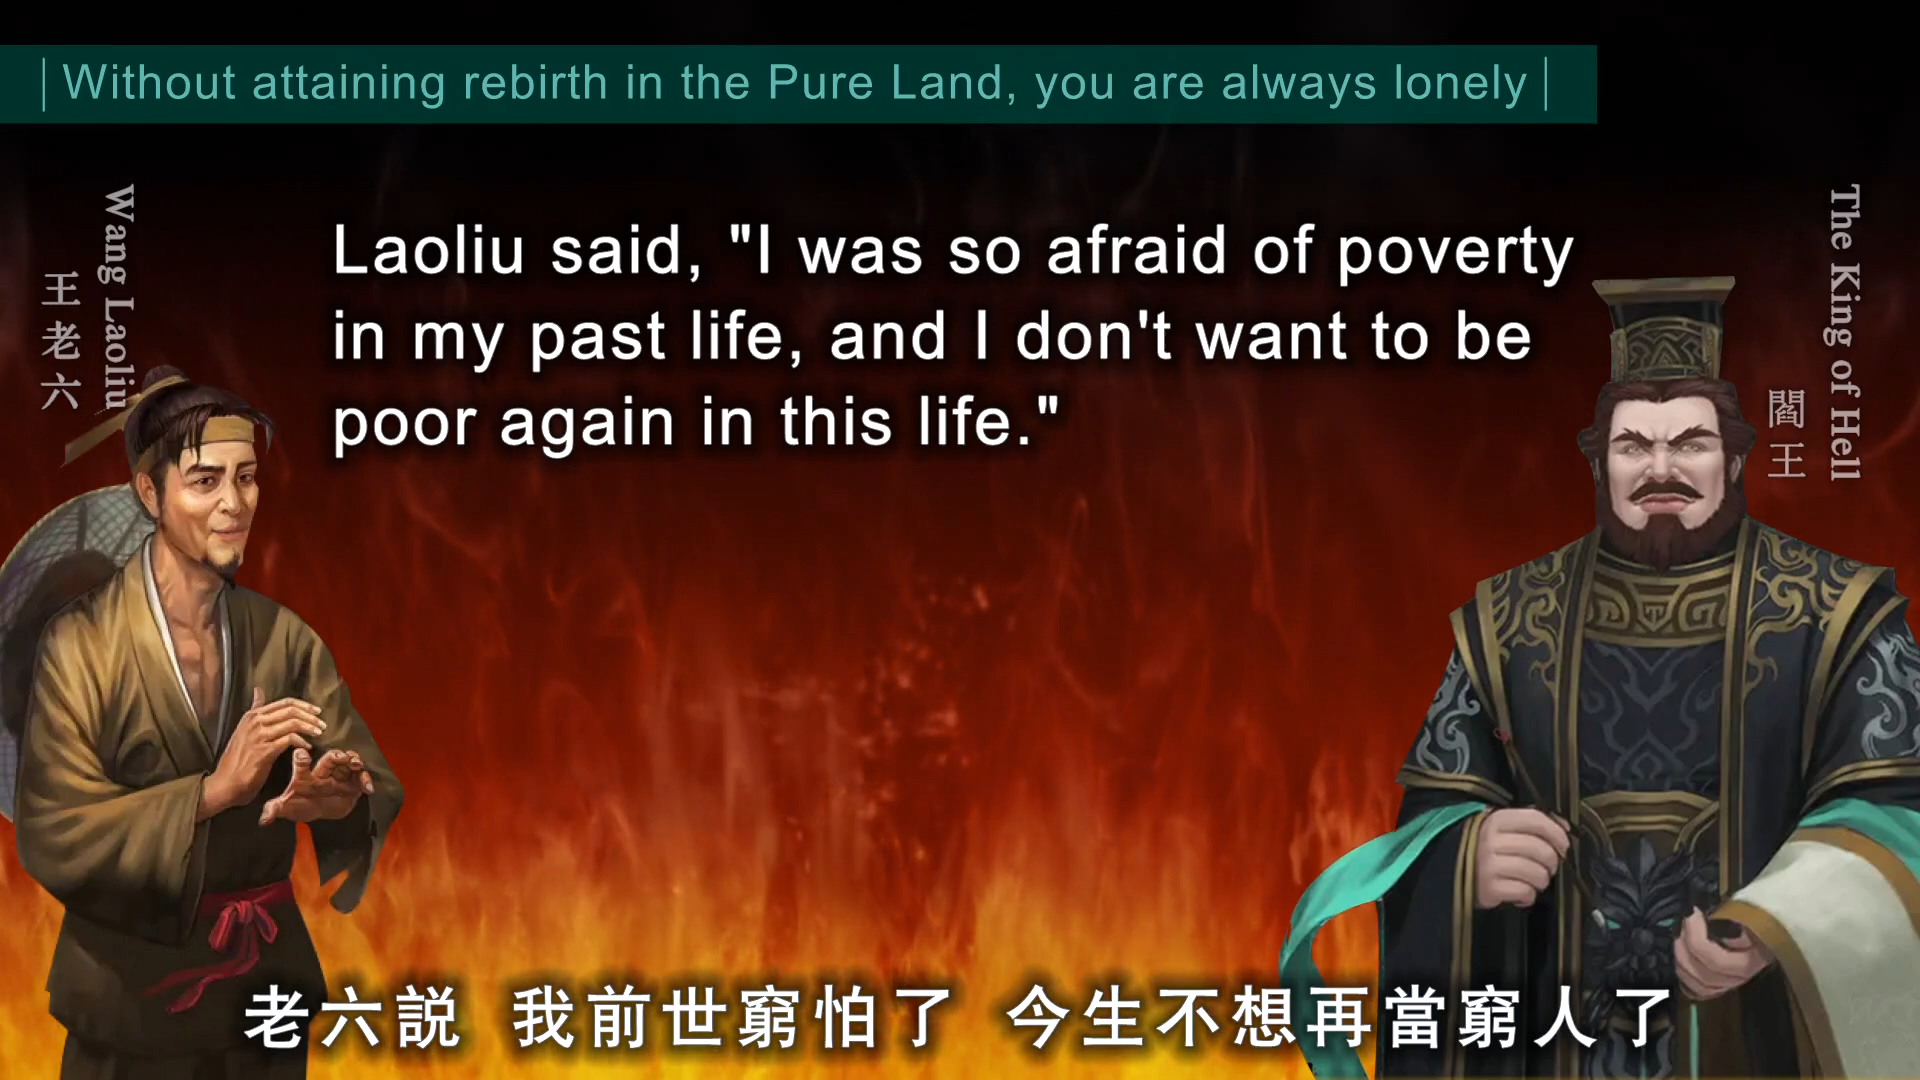 Without attaining rebirth in the Pure Land, you are always lonely
Wang Laoliu
王老六
Laoliu said, "I was so afraid of poverty
in my past life, and I don't want to be
poor again in this life."
The King of Hell
閻王
老六説 我前世窮怕了 今生不想再當窮人了